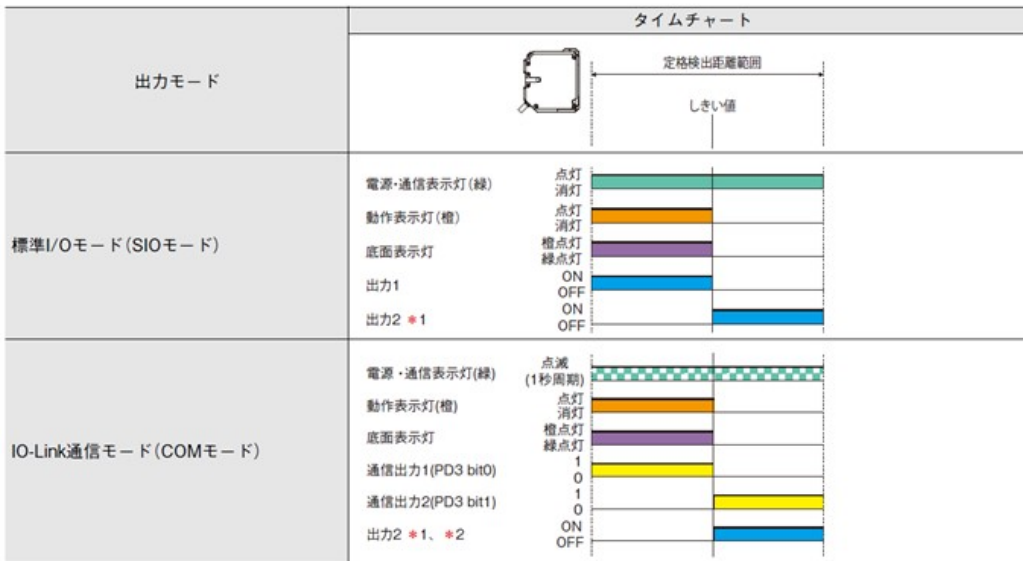 タイムチャート
出力モード
定格検出距離範囲
しきい値
標準I/Oモード(SIOモード)
電源・通信表示灯(緑)
点灯
消灯
動作表示灯(橙)
点灯
消灯
底面表示灯
橙点灯
緑点灯
出力1
ON
OFF
出力2 *1
ON
OFF
IO-Link通信モード(COMモード)
電源・通信表示灯(緑)
点滅
(1秒周期)
動作表示灯(橙)
点灯
消灯
底面表示灯
橙点灯
緑点灯
通信出力1(PD3 bit0)
1
0
通信出力2(PD3 bit1)
1
0
出力2 *1、*2
ON
OFF